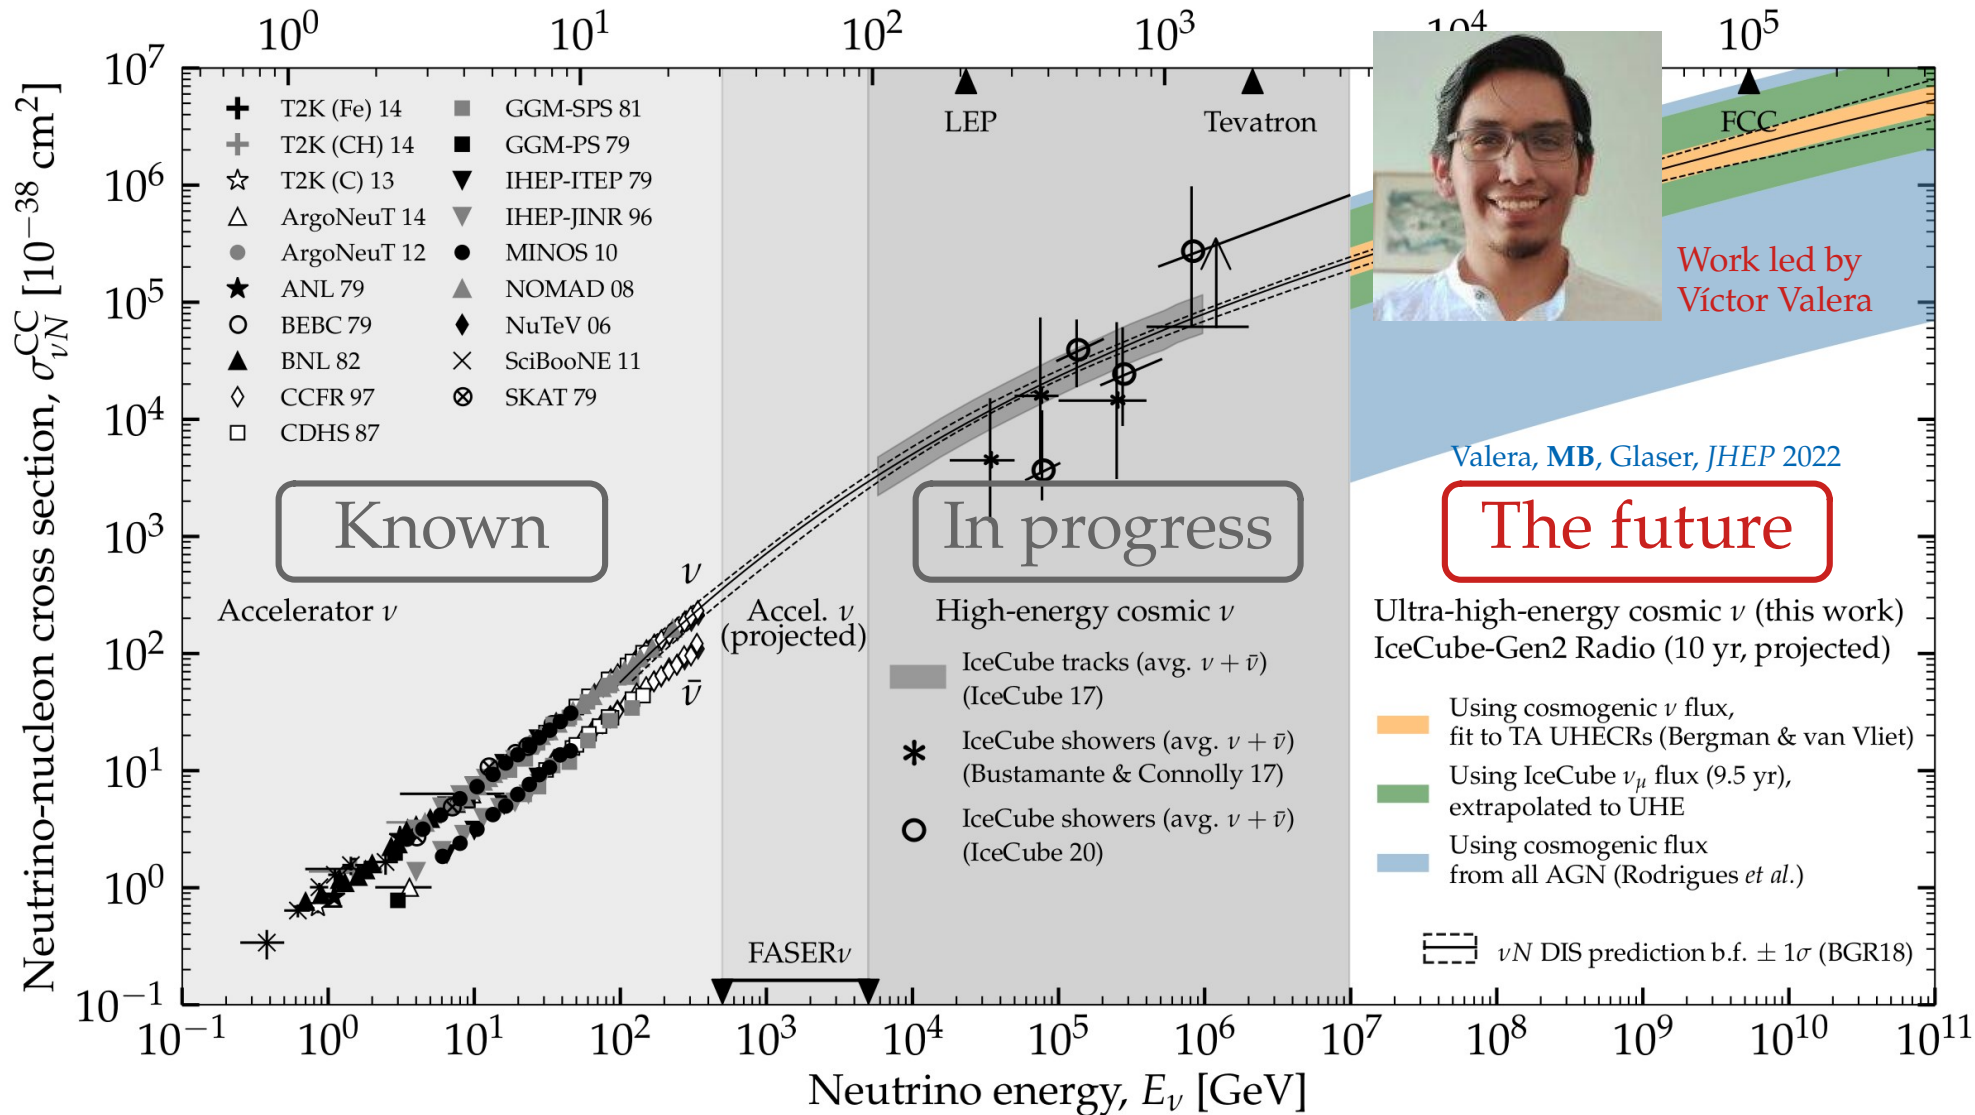 10^0 10^1 10^2 10^3 10^4 10^5
LEP Tevatron FCC
10^7
10^6
10^5
10^4
10^3
10^2
10^1
10^0
10^−1
Neutrino-nucleon cross section, σ_νN^CC [10^−38 cm^2]
T2K (Fe) 14
T2K (CH) 14
T2K (C) 13
ArgoNeuT 14
ArgoNeuT 12
ANL 79
BEBC 79
BNL 82
CCFR 97
CDHS 87
GGM-SPS 81
GGM-PS 79
IHEP-ITEP 79
IHEP-JINR 96
MINOS 10
NOMAD 08
NuTeV 06
SciBooNE 11
SKAT 79
Work led by
Víctor Valera
Valera, MB, Glaser, JHEP 2022
Known
In progress
The future
ν
ν̄
Accelerator ν
Accel. ν
(projected)
FASERν
High-energy cosmic ν
IceCube tracks (avg. ν + ν̄)
(IceCube 17)
IceCube showers (avg. ν + ν̄)
(Bustamante & Connolly 17)
IceCube showers (avg. ν + ν̄)
(IceCube 20)
Ultra-high-energy cosmic ν (this work)
IceCube-Gen2 Radio (10 yr, projected)
Using cosmogenic ν flux,
fit to TA UHECRs (Bergman & van Vliet)
Using IceCube ν_μ flux (9.5 yr),
extrapolated to UHE
Using cosmogenic flux
from all AGN (Rodrigues et al.)
νN DIS prediction b.f. ± 1σ (BGR18)
10^−1 10^0 10^1 10^2 10^3 10^4 10^5 10^6 10^7 10^8 10^9 10^10 10^11
Neutrino energy, E_ν [GeV]